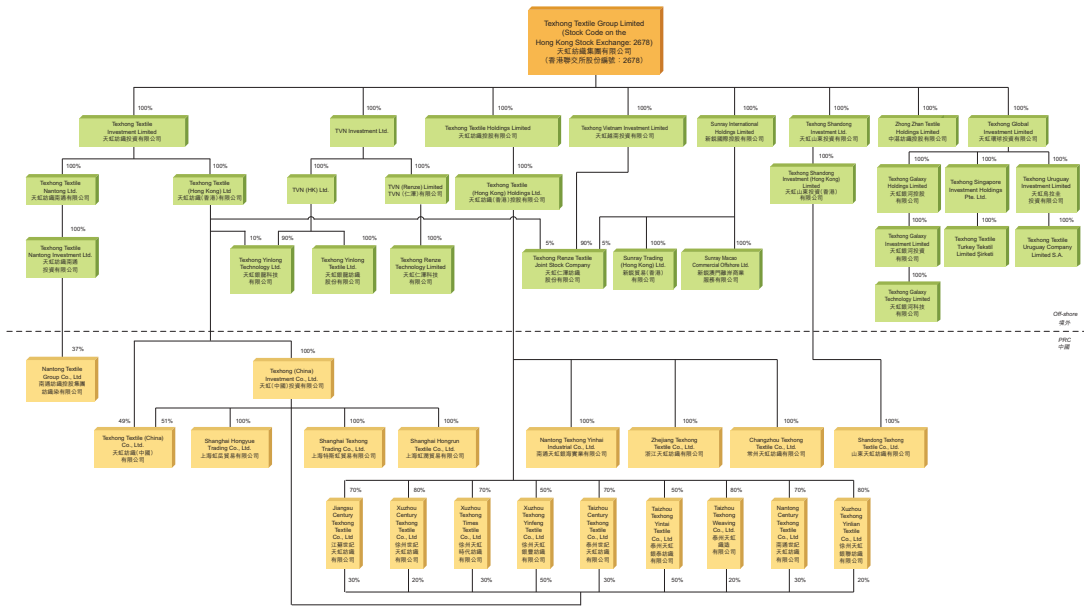 Texhong Textile Group Limited
(Stock Code on the
Hong Kong Stock Exchange: 2678)
天虹紡織集團有限公司
(香港聯交所股份編號：2678)
100%
100%
100%
100%
100%
100%
100%
100%
Texhong Textile
Investment Limited
天虹紡織投資有限公司
TVN Investment Ltd.
Texhong Textile Holdings Limited
天虹紡織控股有限公司
Texhong Vietnam Investment Limited
天虹越南投資有限公司
Sunray International
Holdings Limited
新銳國際控股有限公司
Texhong Shandong
Investment Ltd.
天虹山東投資有限公司
Zhong Zhen Textile
Holdings Limited
紡織控股有限公司
Texhong Global
Investment Limited
天虹環球投資有限公司
100%
100%
100%
100%
100%
100%
100%
100%
100%
Texhong Textile
Nantong Ltd.
天虹紡織南通有限公司
Texhong Textile
(Hong Kong) Ltd
天虹紡織(香港)有限公司
TVN (HK) Ltd.
TVN (Renze) Limited
TVN (仁澤)有限公司
Texhong Textile
(Hong Kong) Holdings Ltd.
天虹紡織(香港)控股有限公司
Texhong Shandong
Investment (Hong Kong)
Limited
天虹山東投資(香港)
有限公司
Texhong Galaxy
Holdings Limited
天虹銀河控股
有限公司
Texhong Singapore
Investment Holdings
Pte. Ltd.
Texhong Uruguay
Investment Limited
天虹烏拉圭
投資有限公司
100%
10%
90%
100%
100%
5%
90%
5%
100%
100%
100%
100%
100%
Texhong Textile
Nantong Investment Ltd.
天虹紡織南通
投資有限公司
Texhong Yinlong
Technology Ltd.
天虹銀龍科技
有限公司
Texhong Yinlong
Textile Ltd.
天虹銀龍紡織
股份有限公司
Texhong Renze
Technology Limited
天虹仁澤科技
有限公司
Texhong Renze Textile
Joint Stock Company
天虹仁澤紡織
股份有限公司
Sunray Trading
(Hong Kong) Ltd.
新銳貿易(香港)
有限公司
Sunray Macao
Commercial Offshore Ltd.
新銳澳門離岸商業
服務有限公司
Texhong Galaxy
Investment Limited
天虹銀河投資
有限公司
Texhong Textile
Turkey Tekstil
Limited Şirketi
Texhong Textile
Uruguay Company
Limited S.A.
100%
Texhong Galaxy
Technology Limited
天虹銀河科技
有限公司
Off-shore
境外
PRC
中國
37%
100%
Nantong Textile
Group Co., Ltd
南通紡織控股集團
紡織染有限公司
Texhong (China)
Investment Co., Ltd.
天虹(中國)投資有限公司
49%
51%
100%
100%
100%
100%
100%
100%
100%
Texhong Textile (China)
Co., Ltd.
天虹紡織(中國)
有限公司
Shanghai Hongyue
Trading Co., Ltd.
Shanghai Texhong
Trading Co., Ltd.
上海特斯虹貿易有限公司
Shanghai Hongrun
Textile Co., Ltd.
上海虹潤貿易有限公司
Nantong Texhong Yinhai
Industrial Co., Ltd.
南通天虹銀海實業有限公司
Zhejiang Texhong
Textile Co., Ltd.
浙江天虹紡織有限公司
Changzhou Texhong
Textile Co., Ltd.
常州天虹紡織有限公司
Shandong Texhong
Textile Co., Ltd.
山東天虹紡織有限公司
70%
80%
70%
50%
70%
50%
80%
70%
80%
Jiangsu
Century
Texhong
Textile
Co., Ltd
江蘇世紀
天虹紡織
有限公司
Xuzhou
Century
Texhong
Textile
Co., Ltd
徐州世紀
天虹紡織
有限公司
Xuzhou
Texhong
Times
Textile
Co., Ltd
徐州天虹
時代紡織
有限公司
Xuzhou
Texhong
Yinfeng
Textile
Co., Ltd
徐州天虹
銀豐紡織
有限公司
Taizhou
Century
Texhong
Textile
Co., Ltd
泰州世紀
天虹紡織
有限公司
Taizhou
Texhong
Yintai
Textile
Co., Ltd
泰州天虹
銀泰紡織
有限公司
Taizhou
Texhong
Weaving
Co., Ltd.
泰州天虹
織造
有限公司
Nantong
Century
Texhong
Textile
Co., Ltd
南通世紀
天虹紡織
有限公司
Xuzhou
Texhong
Yinlian
Textile
Co., Ltd
徐州天虹
銀聯紡織
有限公司
30%
20%
30%
50%
30%
50%
20%
30%
20%